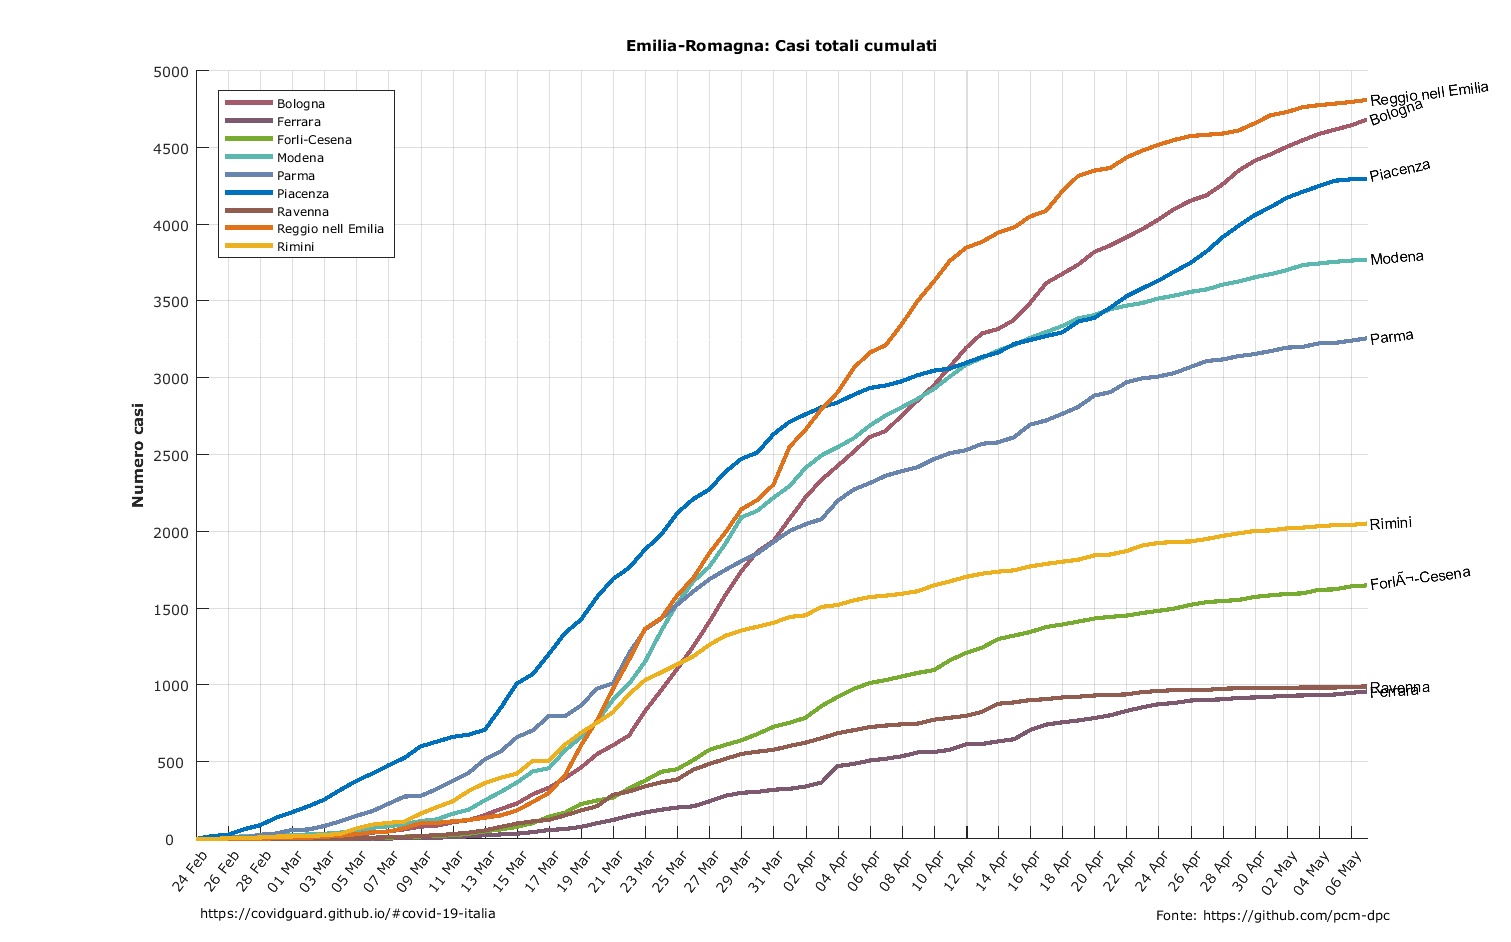 Emilia-Romagna: Casi totali cumulati
5000
4500
4000
3500
3000
2500
2000
1500
1000
500
0
Numero casi
Bologna
Ferrara
Forli-Cesena
Modena
Parma
Piacenza
Ravenna
Reggio nell Emilia
Rimini
Reggio nell Emilia
Bologna
Piacenza
Modena
Parma
Rimini
ForlÃ¬-Cesena
Ravenna
Ferrara
24 Feb
26 Feb
28 Feb
01 Mar
03 Mar
05 Mar
07 Mar
09 Mar
11 Mar
13 Mar
15 Mar
17 Mar
19 Mar
21 Mar
23 Mar
25 Mar
27 Mar
29 Mar
31 Mar
02 Apr
04 Apr
06 Apr
08 Apr
10 Apr
12 Apr
14 Apr
16 Apr
18 Apr
20 Apr
22 Apr
24 Apr
26 Apr
28 Apr
30 Apr
02 May
04 May
06 May
https://covidguard.github.io/#covid-19-italia
Fonte: https://github.com/pcm-dpc